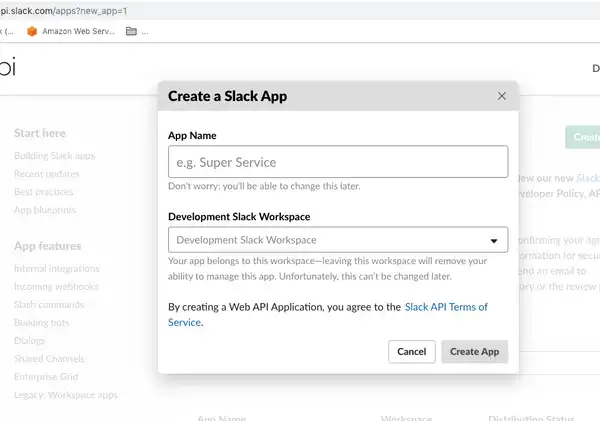 pi.slack.com/apps?new_app=1
Amazon Web Serv...
...
pi
Create a Slack App
App Name
e.g. Super Service
Don't worry; you'll be able to change this later.
Development Slack Workspace
Development Slack Workspace
Your app belongs to this workspace—leaving this workspace will remove your
ability to manage this app. Unfortunately, this can't be changed later.
By creating a Web API Application, you agree to the Slack API Terms of
Service.
Cancel
Create App
Start here
Building Slack apps
Recent updates
Best practices
App blueprints
App features
Internal integrations
Incoming webhooks
Slash commands
Building bots
Dialogs
Shared Channels
Enterprise Grid
Legacy: Workspace apps
D
Create
new Slack
veloper Policy, AP
onfirming your ag
ormation for secu
nd an email to
ory or the review
App Name
Workspace
Distribution Status